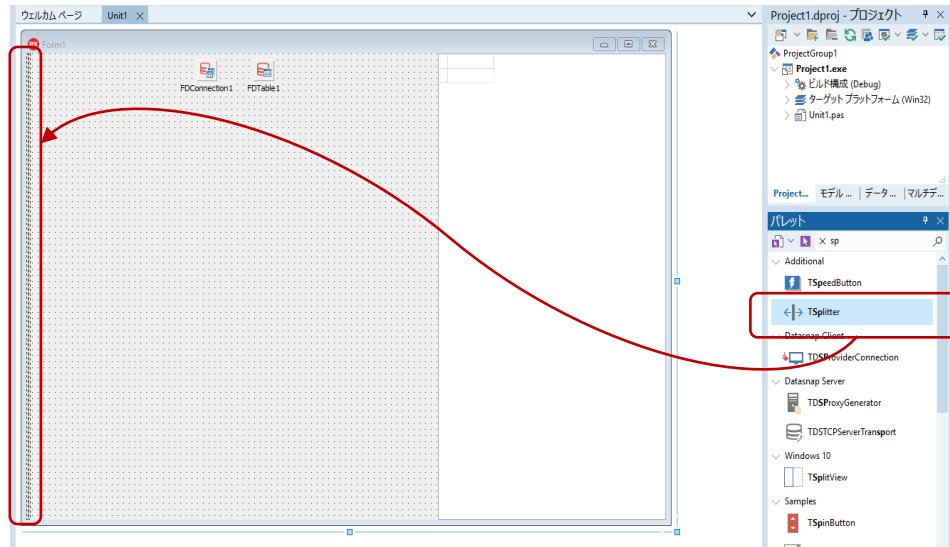 ウェルカム ページ
Unit1
Form1
FDConnection1
FDTable1
Project1.dproj - プロジェクト
ProjectGroup1
Project1.exe
ビルド構成 (Debug)
ターゲット プラットフォーム (Win32)
Unit1.pas
Project...
モデル ...
データ...
マルチデ...
パレット
sp
Additional
TSpeedButton
TSplitter
Datasnap Client
TDSProviderConnection
Datasnap Server
TDSProxyGenerator
TDSTCPServerTransport
Windows 10
TSplitView
Samples
TSpinButton